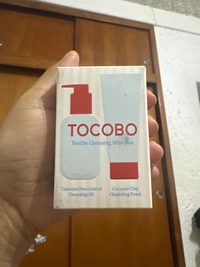 TOCOBO
Double Cleansing Mini Duo
Calamine Pore Control
Cleansing Oil
Coconut Clay
Cleansing Foam